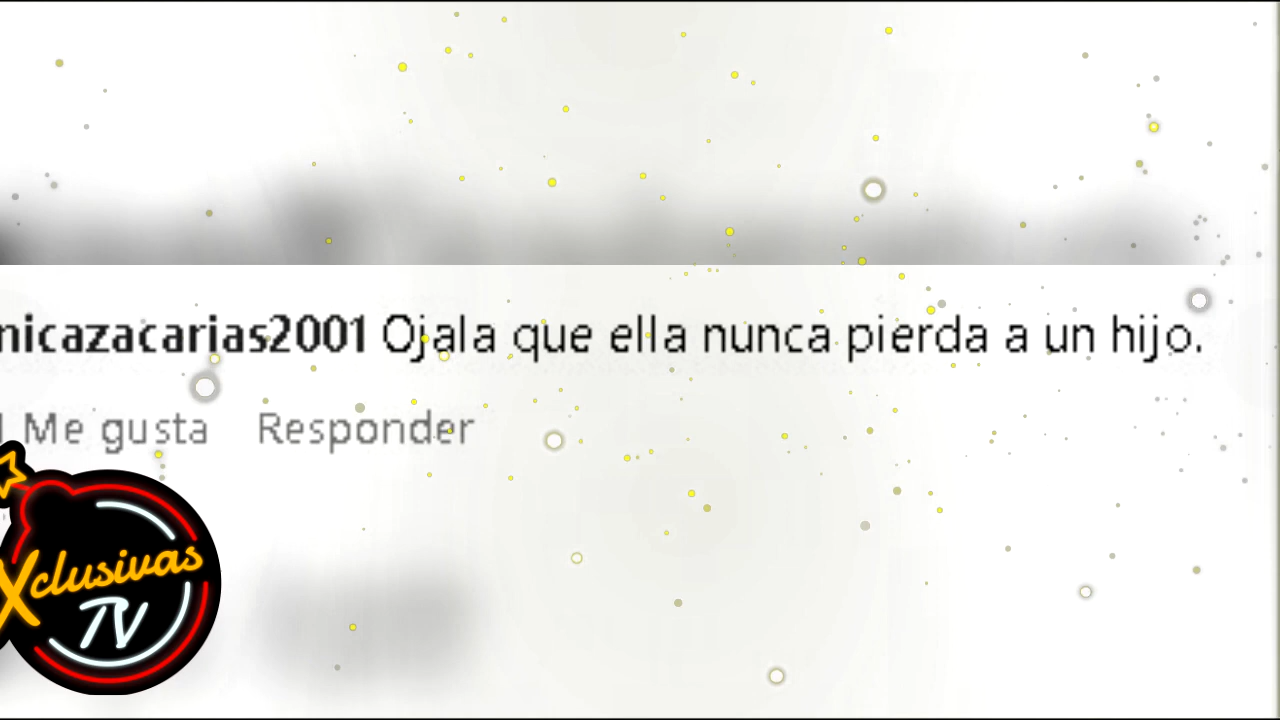 nicazacarias2001 Ojala que ella nunca pierda a un hijo.
Me gusta Responder
Xclusivas
TV